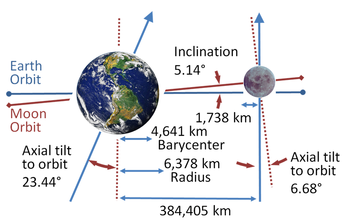 Inclination
5.14°
Earth
Orbit
Moon
Orbit
1,738 km
4,641 km
Barycenter
Axial tilt
to orbit
23.44°
6,378 km
Radius
Axial tilt
to orbit
6.68°
384,405 km